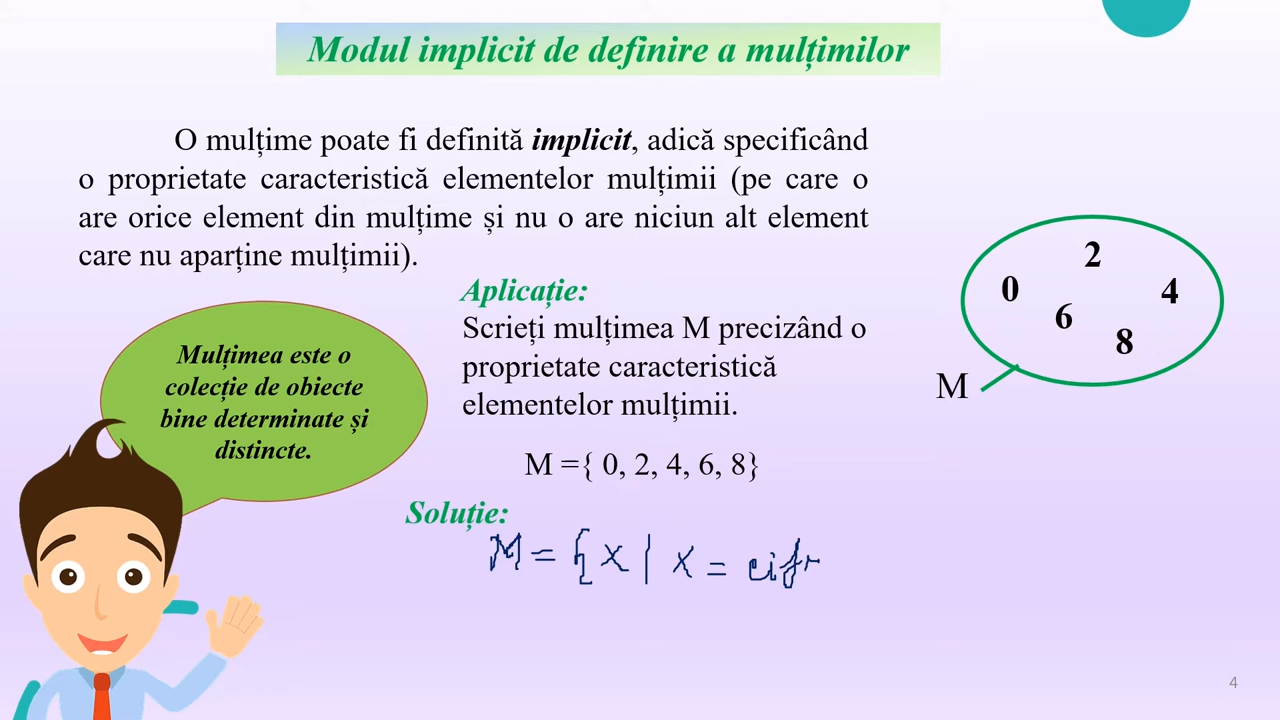 Modul implicit de definire a mulțimilor
O mulțime poate fi definită implicit, adică specificând
o proprietate caracteristică elementelor mulțimii (pe care o
are orice element din mulțime și nu o are niciun alt element
care nu aparține mulțimii).
Mulțimea este o
colecție de obiecte
bine determinate și
distincte.
Aplicație:
Scrieți mulțimea M precizând o
proprietate caracteristică
elementelor mulțimii.
M ={ 0, 2, 4, 6, 8}
Soluție:
M = { x | x = cifr
2
0
4
6
8
M
4